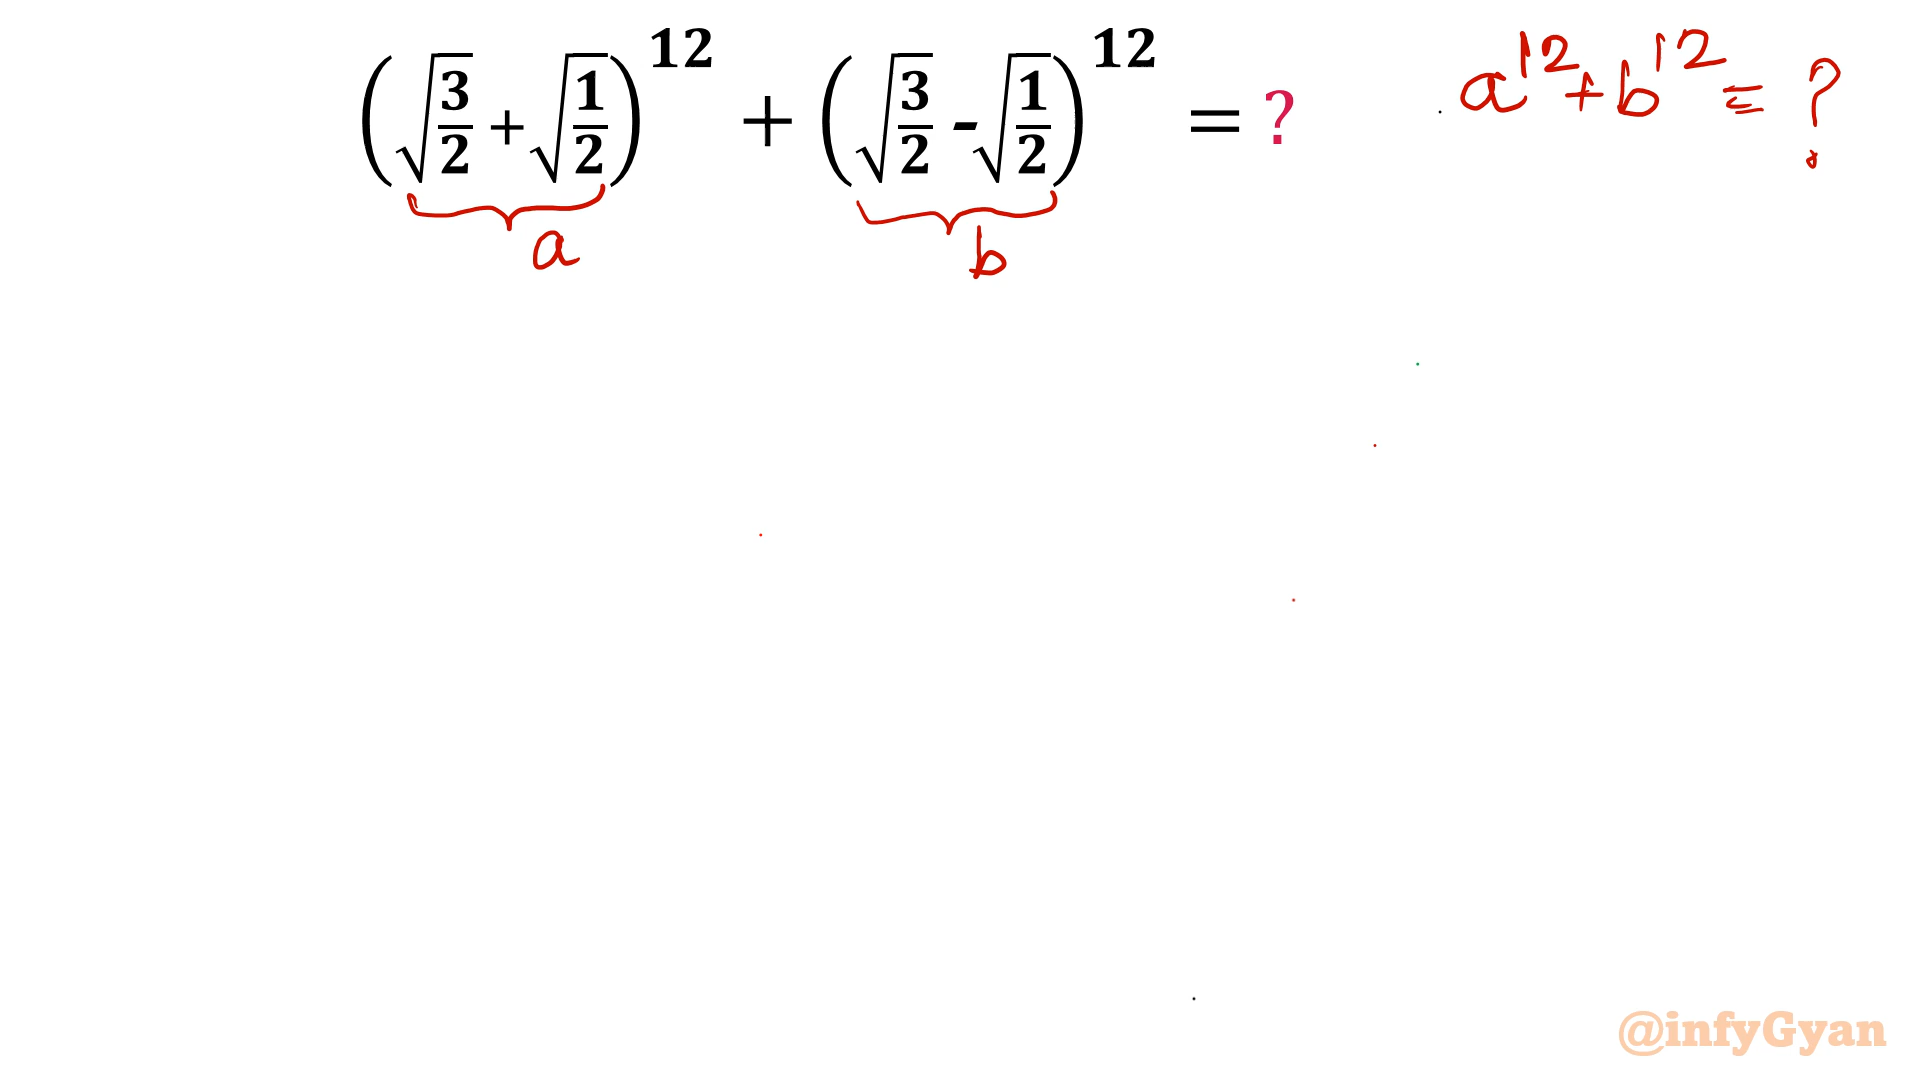 (√(3/2) + √(1/2))^12 + (√(3/2) - √(1/2))^12 = ?
a^12 + b^12 = ?
a
b
@infyGyan